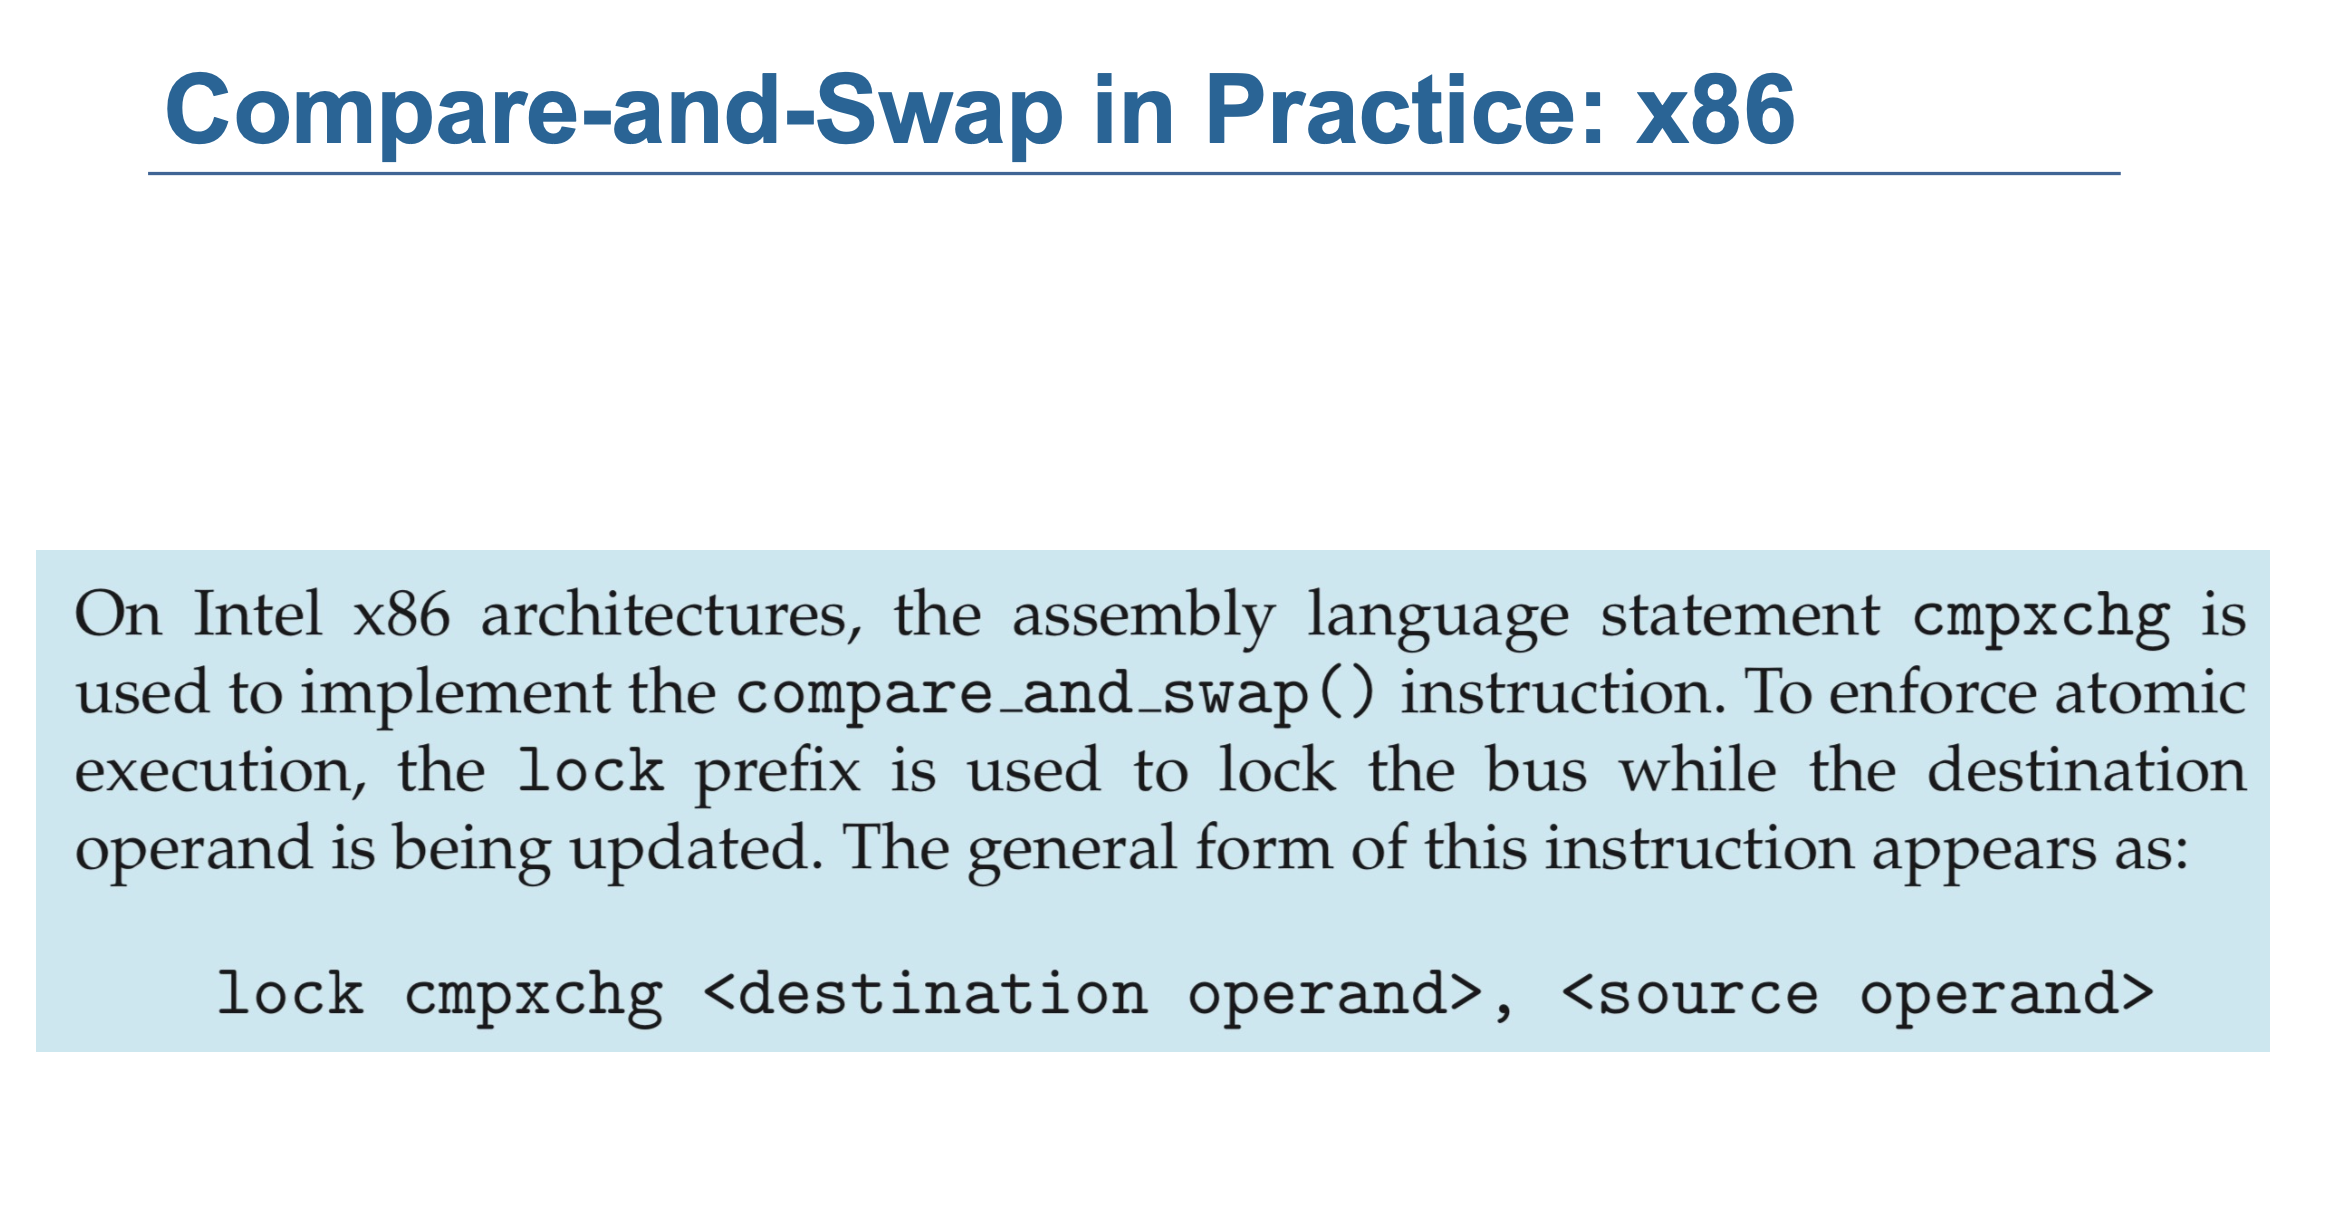 Compare-and-Swap in Practice: x86
On Intel x86 architectures, the assembly language statement cmpxchg is
used to implement the compare_and_swap() instruction. To enforce atomic
execution, the lock prefix is used to lock the bus while the destination
operand is being updated. The general form of this instruction appears as:
lock cmpxchg <destination operand>, <source operand>